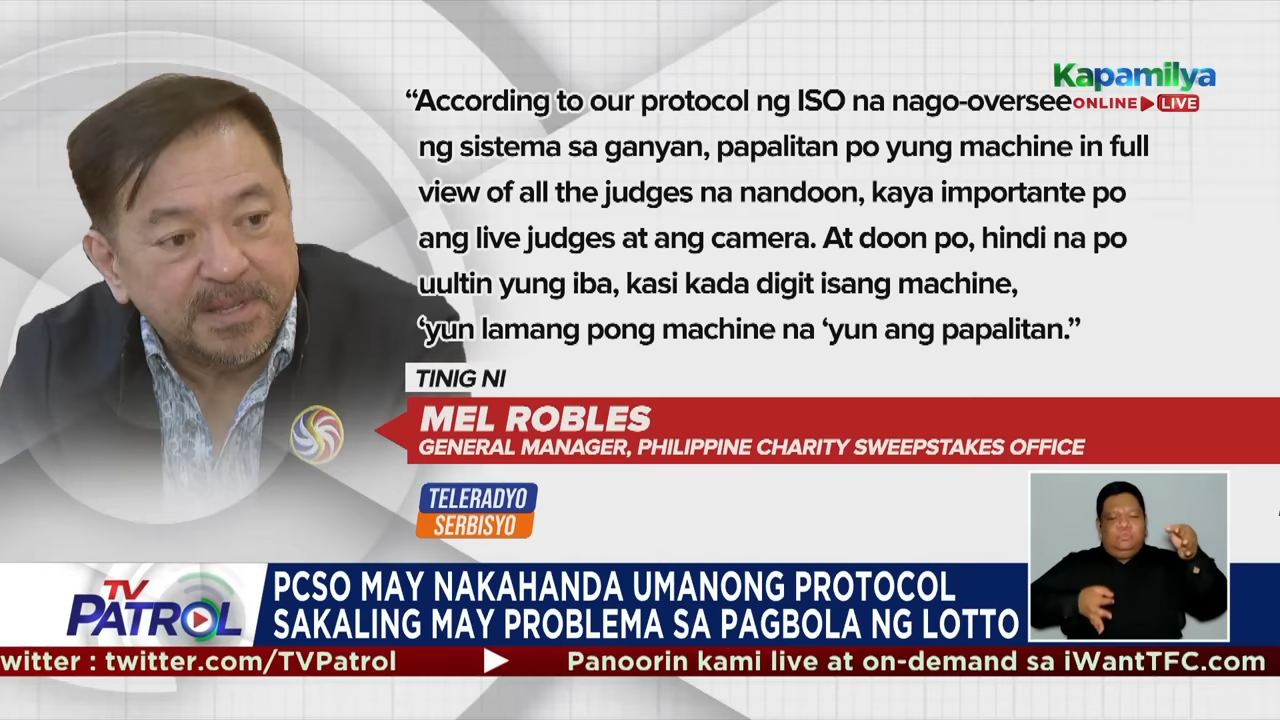 Kapamilya
ONLINE LIVE
“According to our protocol ng ISO na nago-oversee
ng sistema sa ganyan, papalitan po yung machine in full
view of all the judges na nandoon, kaya importante po
ang live judges at ang camera. At doon po, hindi na po
uultin yung iba, kasi kada digit isang machine,
‘yun lamang pong machine na ‘yun ang papalitan.”
TINIG NI
MEL ROBLES
GENERAL MANAGER, PHILIPPINE CHARITY SWEEPSTAKES OFFICE
TELERADYO
SERBISYO
TV
PATROL
PCSO MAY NAKAHANDA UMANONG PROTOCOL
SAKALING MAY PROBLEMA SA PAGBOLA NG LOTTO
witter : twitter.com/TVPatrol Panoorin kami live at on-demand sa iWantTFC.com